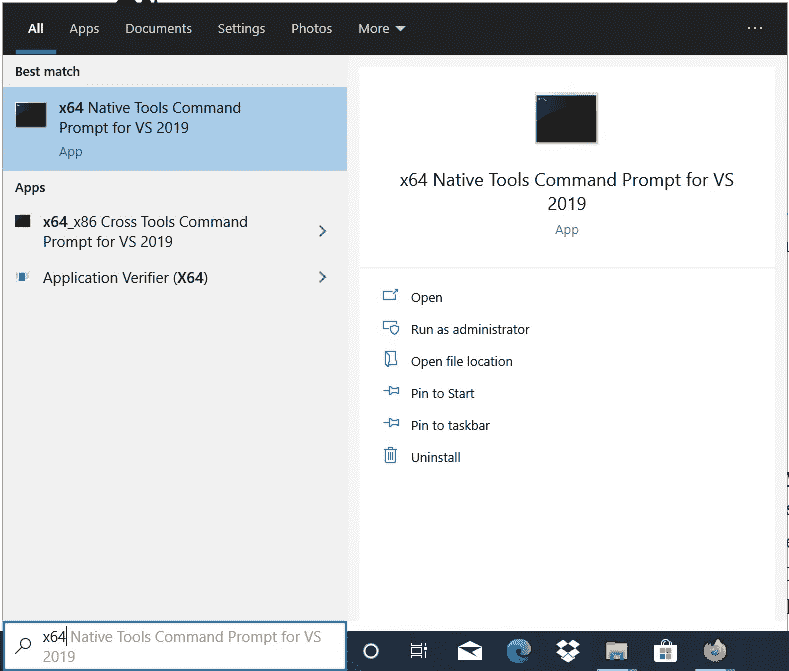 All Apps Documents Settings Photos More ...
Best match
x64 Native Tools Command
Prompt for VS 2019
App
Apps
x64_x86 Cross Tools Command
Prompt for VS 2019
Application Verifier (X64)
x64 Native Tools Command Prompt for VS
2019
App
Open
Run as administrator
Open file location
Pin to Start
Pin to taskbar
Uninstall
x64 Native Tools Command Prompt for VS
2019